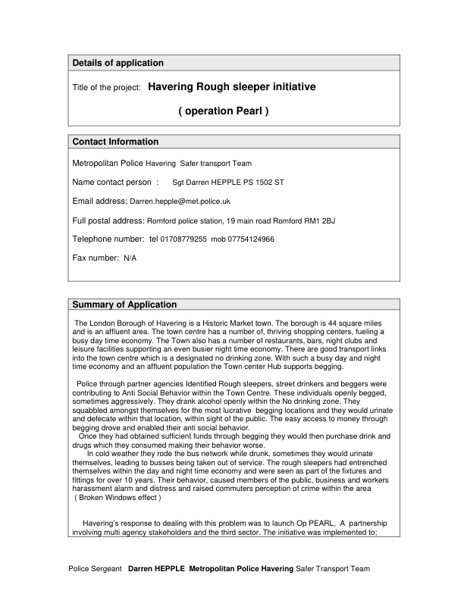 Details of application
Title of the project: Havering Rough sleeper initiative
( operation Pearl )
Contact Information
Metropolitan Police Havering Safer transport Team
Name contact person : Sgt Darren HEPPLE PS 1502 ST
Email address: Darren.hepple@met.police.uk
Full postal address: Romford police station, 19 main road Romford RM1 2BJ
Telephone number: tel 01708779255 mob 07754124966
Fax number: N/A
Summary of Application
The London Borough of Havering is a Historic Market town. The borough is 44 square miles
and is an affluent area. The town centre has a number of, thriving shopping centers, fueling a
busy day time economy. The Town also has a number of restaurants, bars, night clubs and
leisure facilities supporting an even busier night time economy. There are good transport links
into the town centre which is a designated no drinking zone. With such a busy day and night
time economy and an affluent population the Town center Hub supports begging.
Police through partner agencies Identified Rough sleepers, street drinkers and beggers were
contributing to Anti Social Behavior within the Town Centre. These individuals openly begged,
sometimes aggressively. They drank alcohol openly within the No drinking zone. They
squabbled amongst themselves for the most lucrative begging locations and they would urinate
and defecate within that location, within sight of the public. The easy access to money through
begging drove and enabled their anti social behavior.
Once they had obtained sufficient funds through begging they would then purchase drink and
drugs which they consumed making their behavior worse.
In cold weather they rode the bus network while drunk, sometimes they would urinate
themselves, leading to busses being taken out of service. The rough sleepers had entrenched
themselves within the day and night time economy and were seen as part of the fixtures and
fittings for over 10 years. Their behavior, caused members of the public, business and workers
harassment alarm and distress and raised commuters perception of crime within the area
( Broken Windows effect )
Havering's response to dealing with this problem was to launch Op PEARL, A partnership
involving multi agency stakeholders and the third sector. The initiative was implemented to;
Police Sergeant Darren HEPPLE Metropolitan Police Havering Safer Transport Team